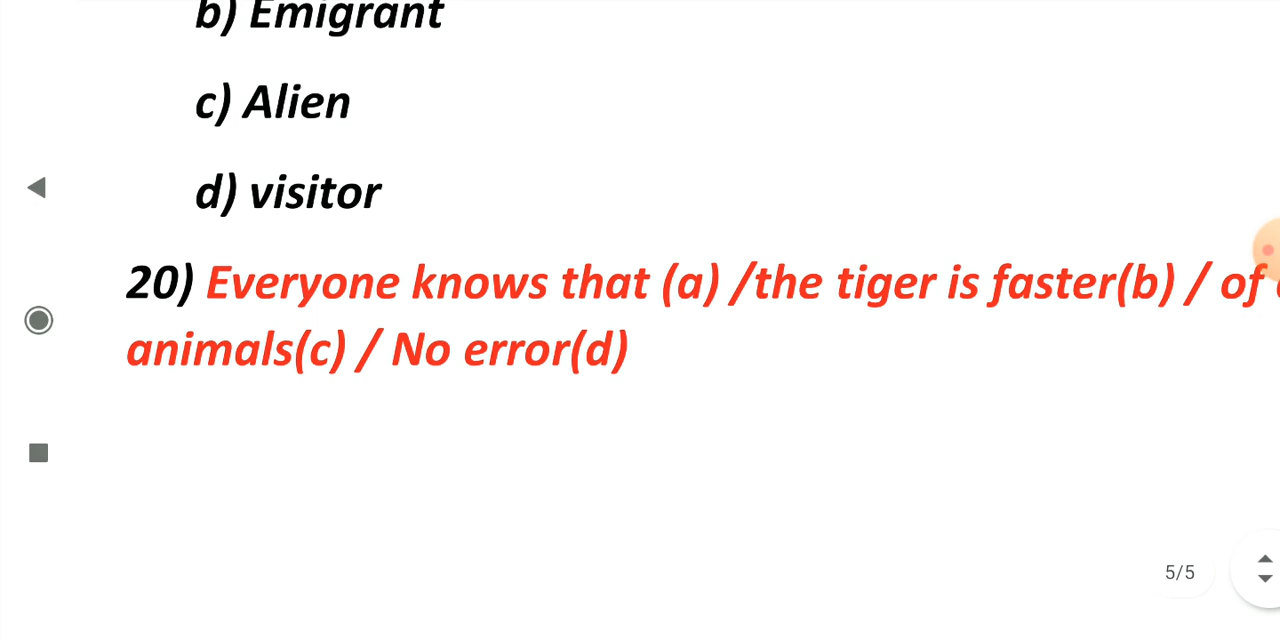 b) Emigrant
c) Alien
d) visitor
20) Everyone knows that (a) /the tiger is faster(b) / of
animals(c) / No error(d)
5/5